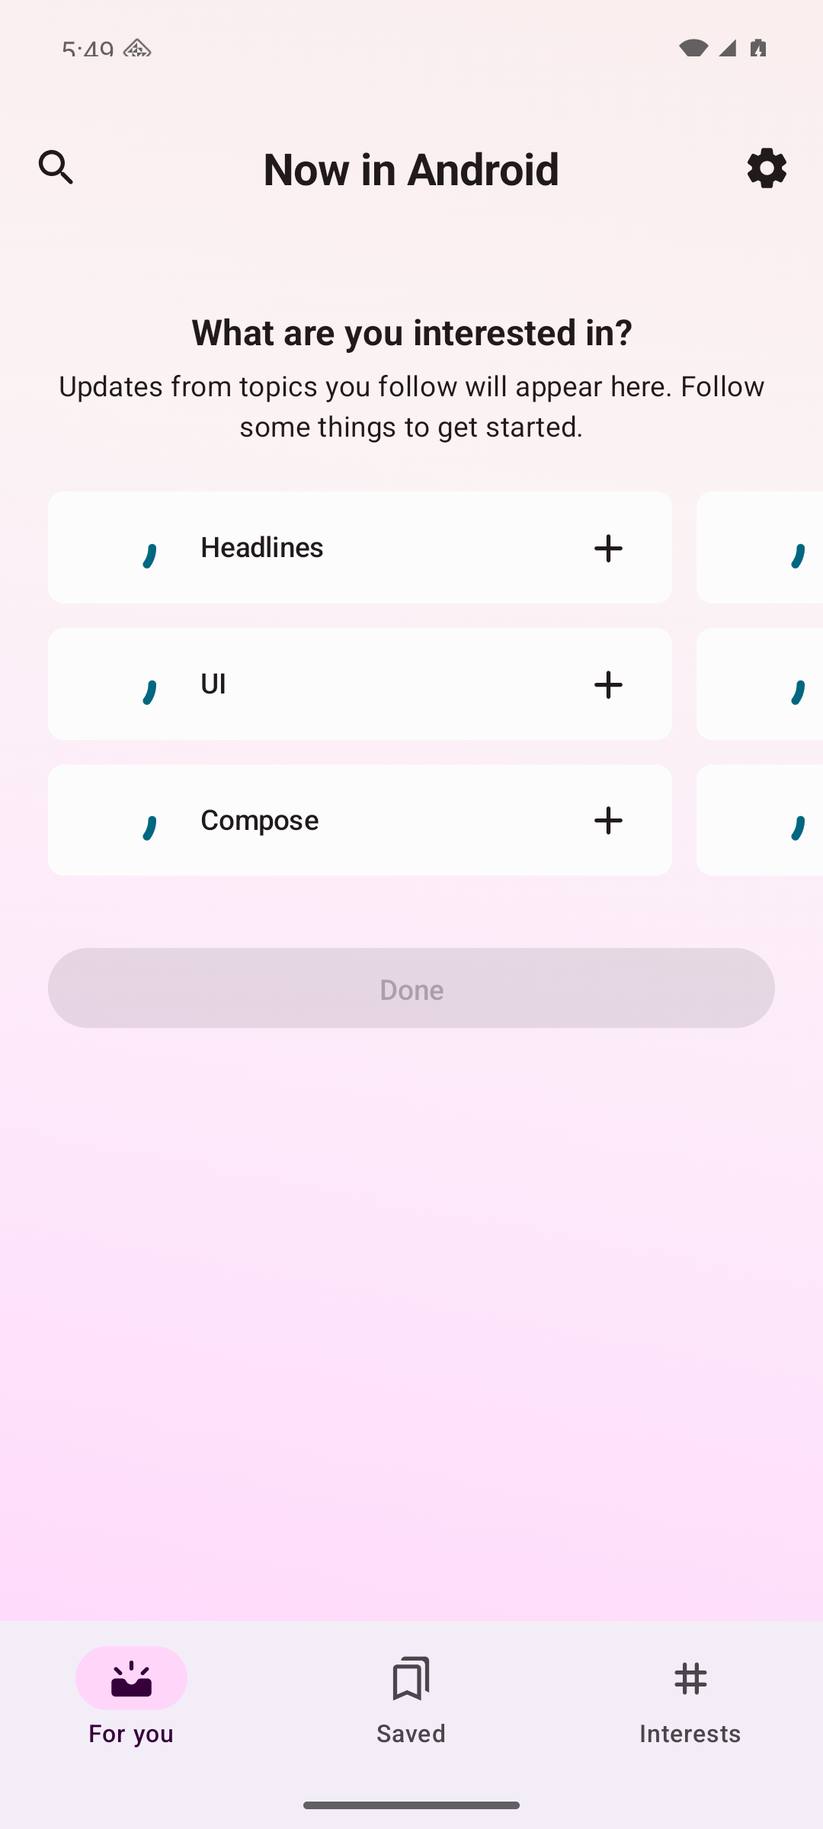 5:49
Now in Android
What are you interested in?
Updates from topics you follow will appear here. Follow
some things to get started.
Headlines
UI
Compose
Done
For you
Saved
Interests